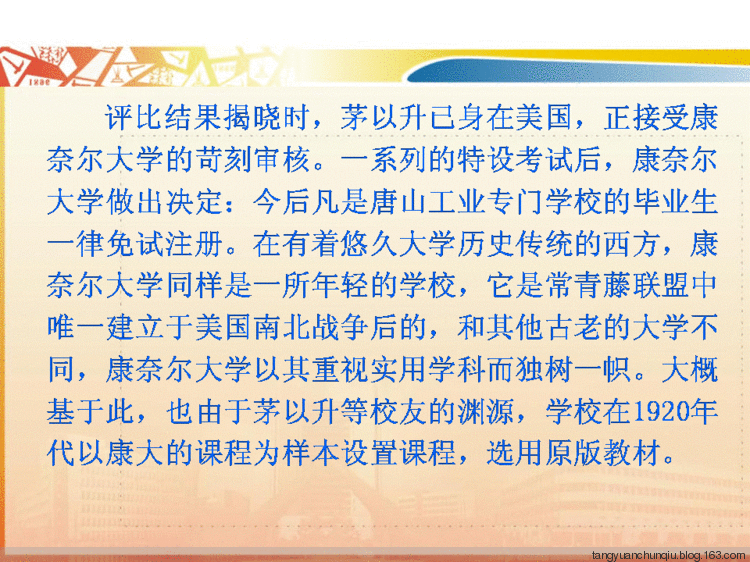 1896
评比结果揭晓时，茅以升已身在美国，正接受康
奈尔大学的苛刻审核。一系列的特设考试后，康奈尔
大学做出决定：今后凡是唐山工业专门学校的毕业生
一律免试注册。在有着悠久大学历史传统的西方，康
奈尔大学同样是一所年轻的学校，它是常青藤联盟中
唯一建立于美国南北战争后的，和其他古老的大学不
同，康奈尔大学以其重视实用学科而独树一帜。大概
基于此，也由于茅以升等校友的渊源，学校在1920年
代以康大的课程为样本设置课程，选用原版教材。
tangyuanchunqiu.blog.163.com